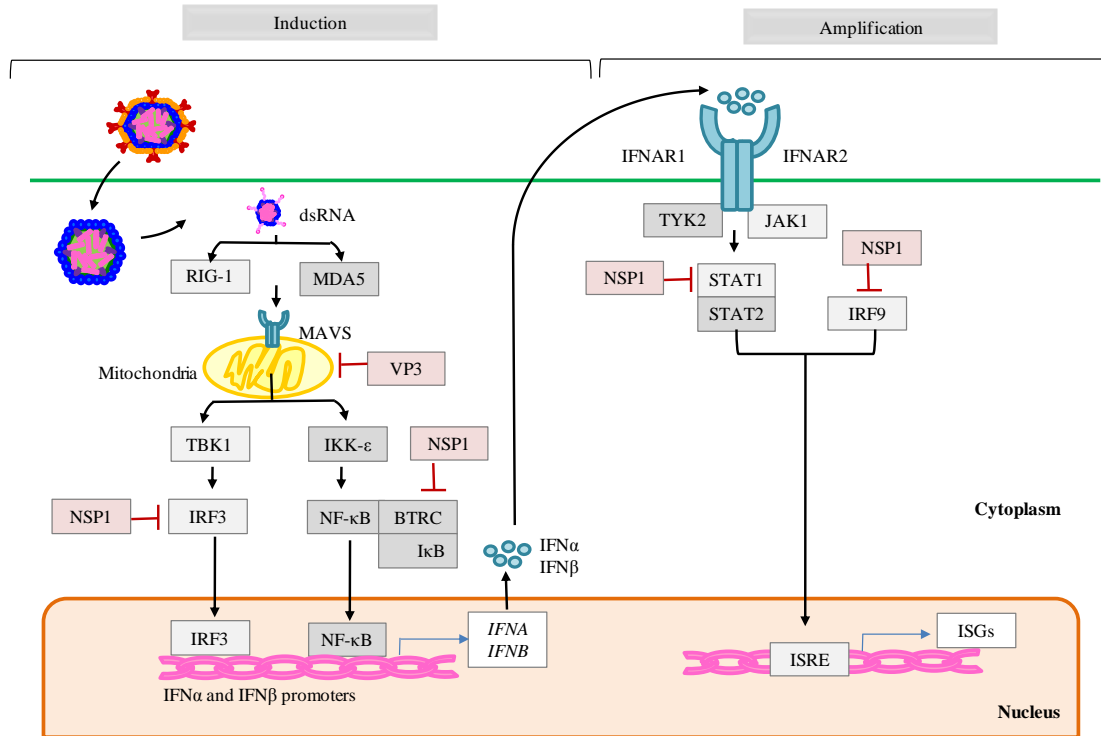 Induction
Amplification
IFNAR1
IFNAR2
dsRNA
TYK2
JAK1
RIG-1
MDA5
NSP1
NSP1
STAT1
STAT2
IRF9
MAVS
Mitochondria
VP3
TBK1
IKK-ε
NSP1
NSP1
IRF3
NF-κB
BTRC
IκB
Cytoplasm
IFNα
IFNβ
IRF3
NF-κB
IFNA
IFNB
ISRE
ISGs
IFNα and IFNβ promoters
Nucleus